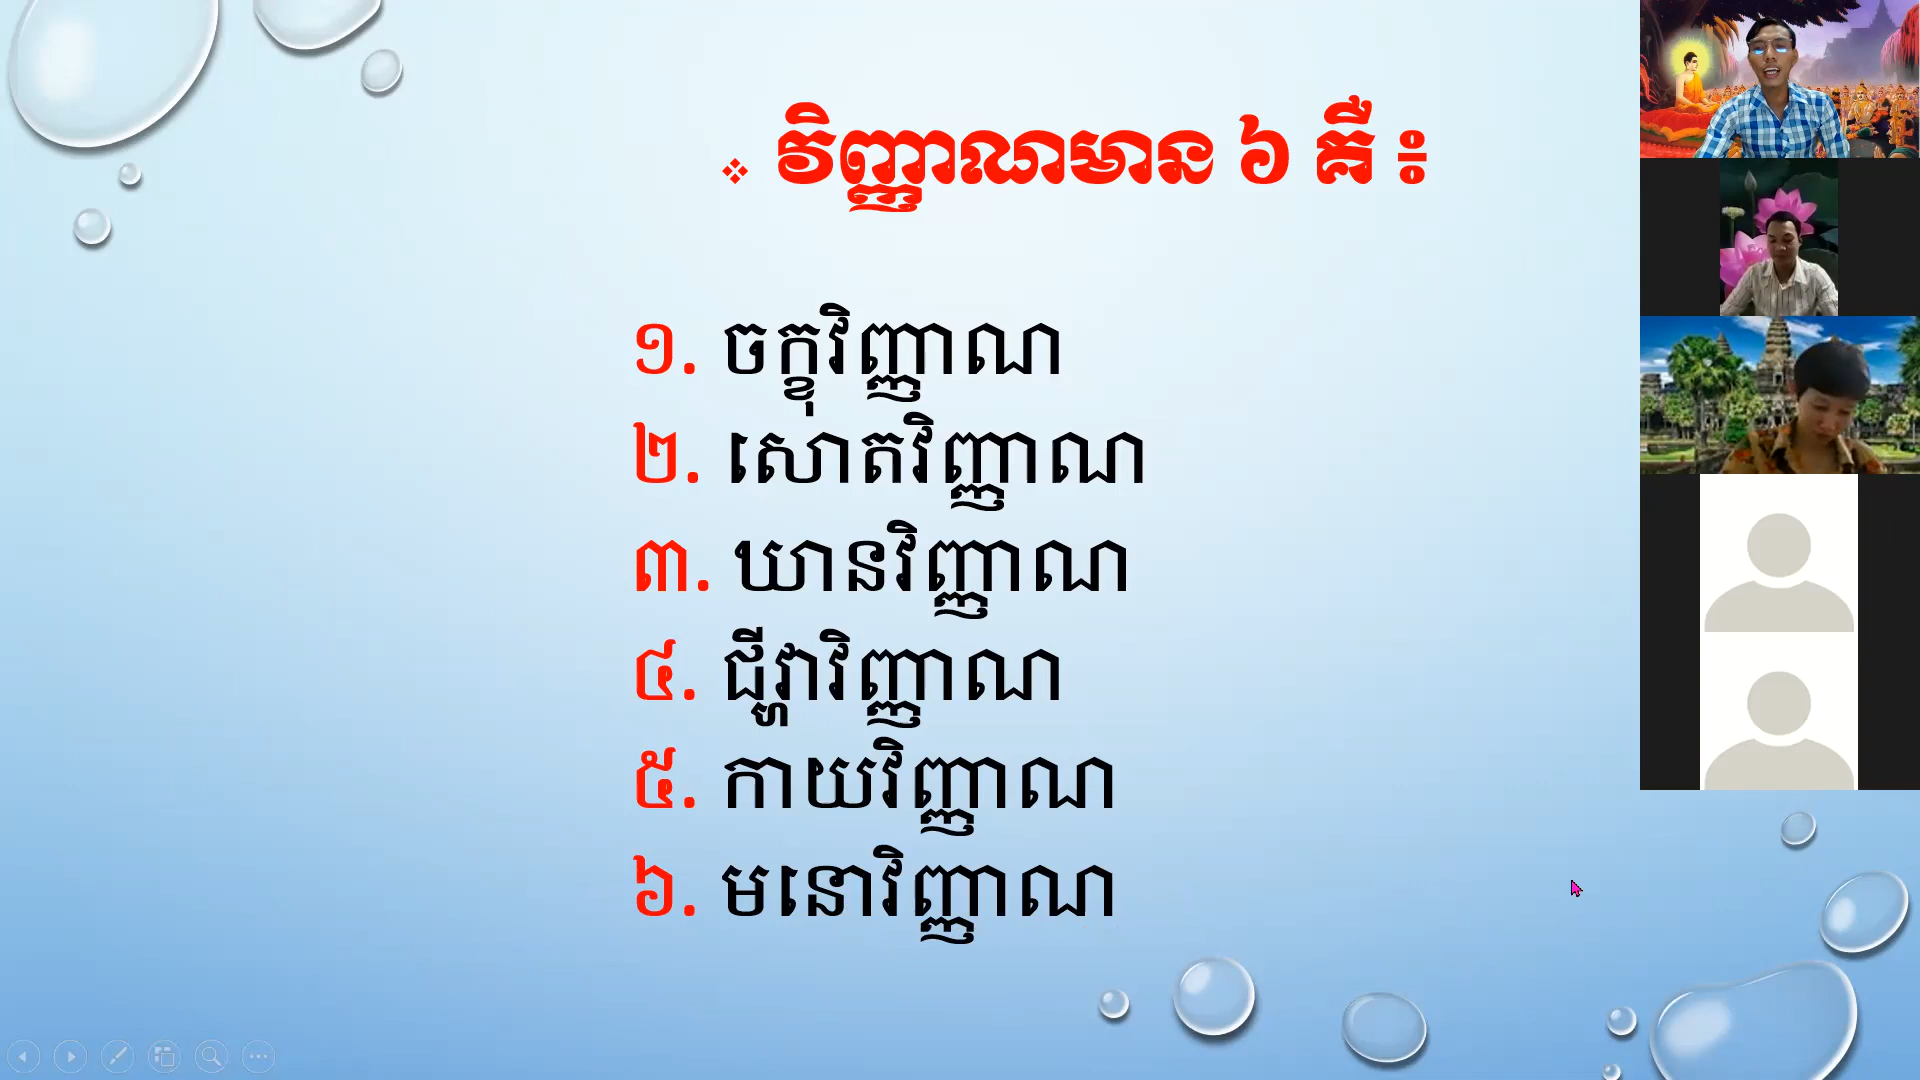 ❖ វិញ្ញាណមាន ៦ គឺ ៖
១. ចក្ខុវិញ្ញាណ
២. សោតវិញ្ញាណ
៣. ឃានវិញ្ញាណ
៤. ជីវ្ហាវិញ្ញាណ
៥. កាយវិញ្ញាណ
៦. មនោវិញ្ញាណ